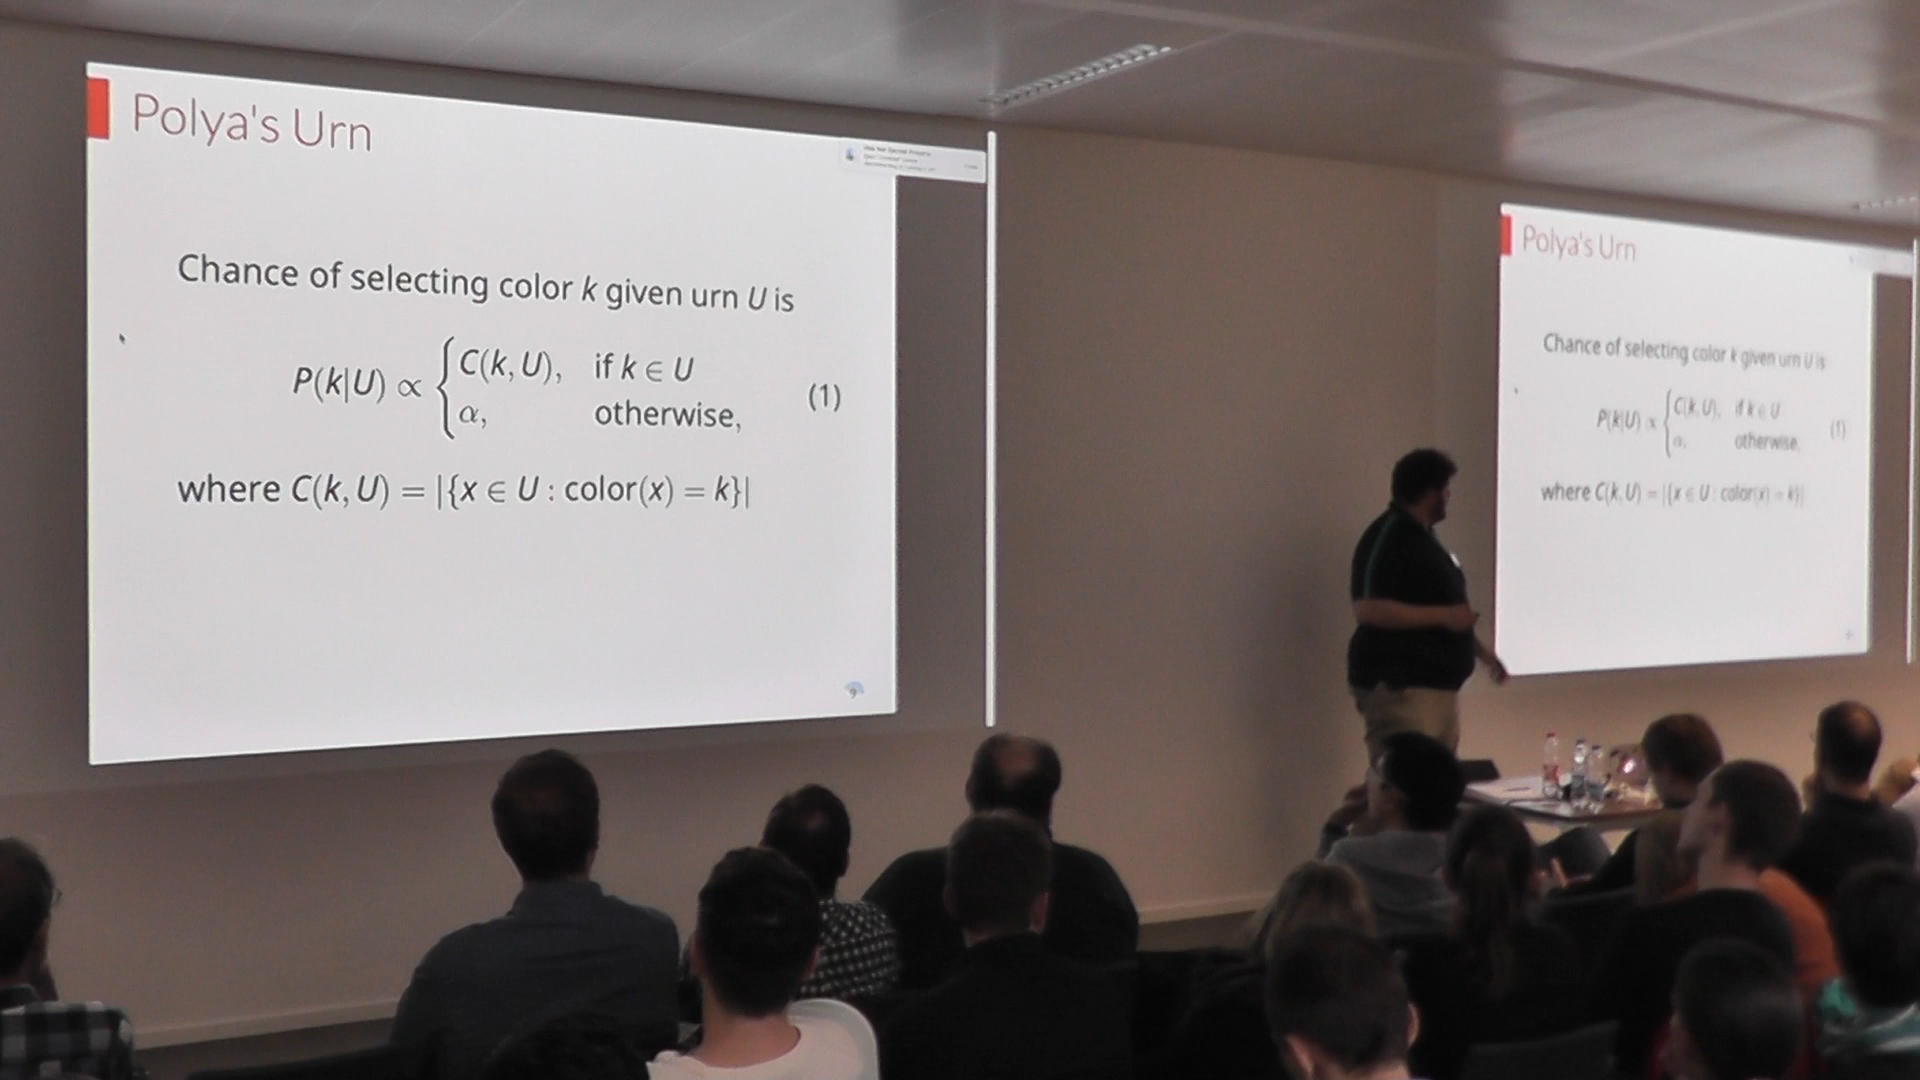 Polya's Urn
Chance of selecting color k given urn U is
P(k|U) ∝ { C(k, U), if k ∈ U
α, otherwise,
(1)
where C(k, U) = |{x ∈ U : color(x) = k}|
9
Polya's Urn
Chance of selecting color k given urn U is
P(k|U) ∝ { C(k, U), if k ∈ U
α, otherwise,
(1)
where C(k, U) = |{x ∈ U : color(x) = k}|